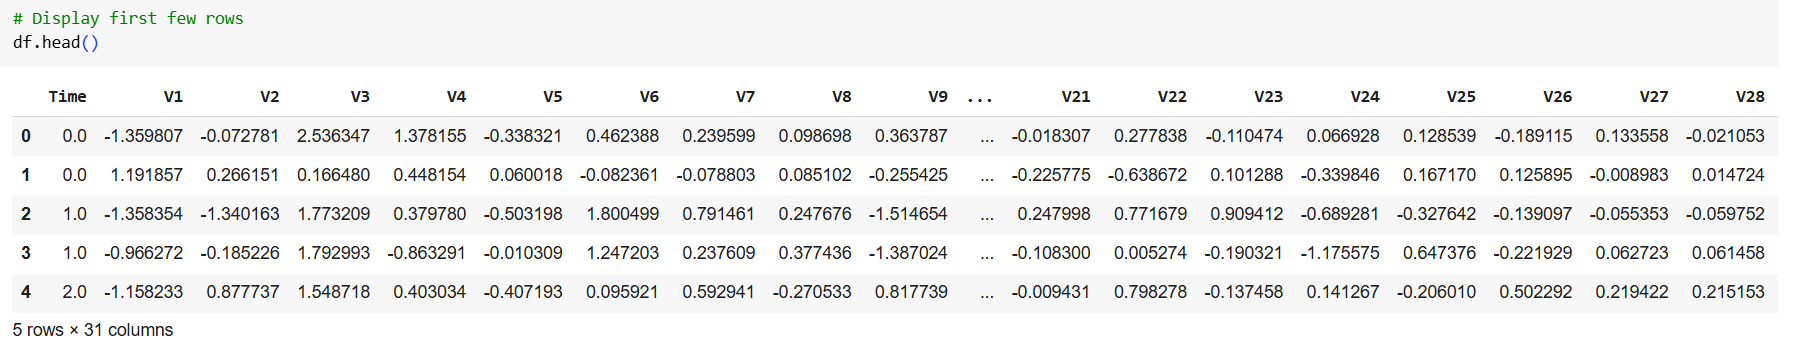 # Display first few rows
df.head()
Time V1 V2 V3 V4 V5 V6 V7 V8 V9 ... V21 V22 V23 V24 V25 V26 V27 V28
0 0.0 -1.359807 -0.072781 2.536347 1.378155 -0.338321 0.462388 0.239599 0.098698 0.363787 ... -0.018307 0.277838 -0.110474 0.066928 0.128539 -0.189115 0.133558 -0.021053
1 0.0 1.191857 0.266151 0.166480 0.448154 0.060018 -0.082361 -0.078803 0.085102 -0.255425 ... -0.225775 -0.638672 0.101288 -0.339846 0.167170 0.125895 -0.008983 0.014724
2 1.0 -1.358354 -1.340163 1.773209 0.379780 -0.503198 1.800499 0.791461 0.247676 -1.514654 ... 0.247998 0.771679 0.909412 -0.689281 -0.327642 -0.139097 -0.055353 -0.059752
3 1.0 -0.966272 -0.185226 1.792993 -0.863291 -0.010309 1.247203 0.237609 0.377436 -1.387024 ... -0.108300 0.005274 -0.190321 -1.175575 0.647376 -0.221929 0.062723 0.061458
4 2.0 -1.158233 0.877737 1.548718 0.403034 -0.407193 0.095921 0.592941 -0.270533 0.817739 ... -0.009431 0.798278 -0.137458 0.141267 -0.206010 0.502292 0.219422 0.215153
5 rows × 31 columns